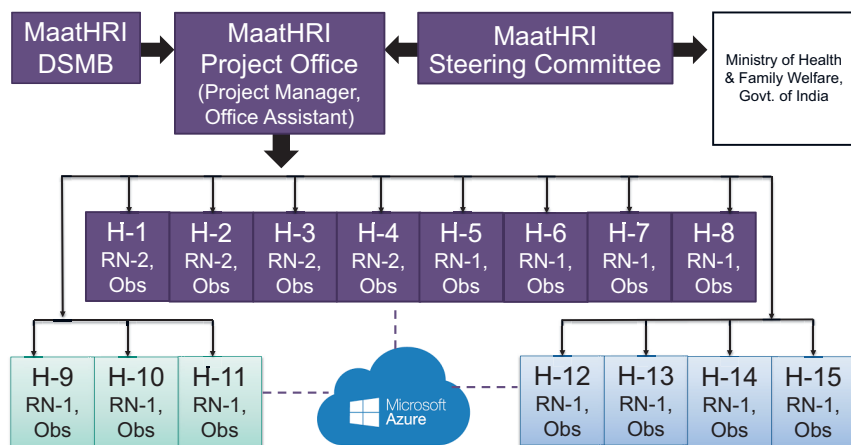 MaatHRI
DSMB
MaatHRI
Project Office
(Project Manager,
Office Assistant)
MaatHRI
Steering Committee
Ministry of Health
& Family Welfare,
Govt. of India
H-1
RN-2,
Obs
H-2
RN-2,
Obs
H-3
RN-2,
Obs
H-4
RN-2,
Obs
H-5
RN-1,
Obs
H-6
RN-1,
Obs
H-7
RN-1,
Obs
H-8
RN-1,
Obs
H-9
RN-1,
Obs
H-10
RN-1,
Obs
H-11
RN-1,
Obs
Microsoft
Azure
H-12
RN-1,
Obs
H-13
RN-1,
Obs
H-14
RN-1,
Obs
H-15
RN-1,
Obs